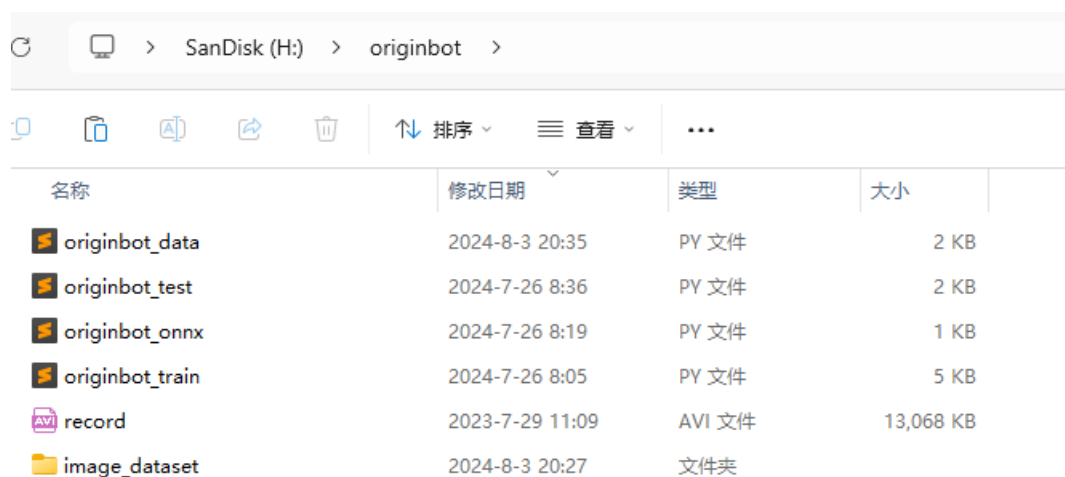 > SanDisk (H:) > originbot >
排序 查看 ...
名称 修改日期 类型 大小
originbot_data 2024-8-3 20:35 PY 文件 2 KB
originbot_test 2024-7-26 8:36 PY 文件 2 KB
originbot_onnx 2024-7-26 8:19 PY 文件 1 KB
originbot_train 2024-7-26 8:05 PY 文件 5 KB
AVI record 2023-7-29 11:09 AVI 文件 13,068 KB
image_dataset 2024-8-3 20:27 文件夹